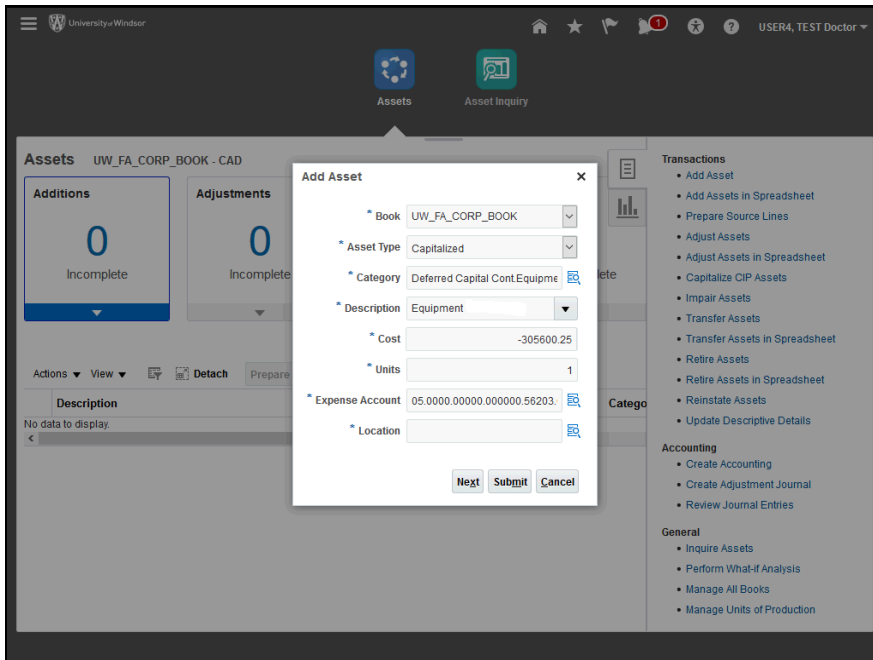 University of Windsor
1
USER4, TEST Doctor
Assets
Asset Inquiry
Assets UW_FA_CORP_BOOK - CAD
Additions
0
Incomplete
Adjustments
0
Incomplete
lete
Actions View Detach Prepare
Description Catego
No data to display.
Add Asset
* Book UW_FA_CORP_BOOK
* Asset Type Capitalized
* Category Deferred Capital Cont.Equipme
* Description Equipment
* Cost -305600.25
* Units 1
* Expense Account 05.0000.00000.000000.56203.
* Location
Next Submit Cancel
Transactions
• Add Asset
• Add Assets in Spreadsheet
• Prepare Source Lines
• Adjust Assets
• Adjust Assets in Spreadsheet
• Capitalize CIP Assets
• Impair Assets
• Transfer Assets
• Transfer Assets in Spreadsheet
• Retire Assets
• Retire Assets in Spreadsheet
• Reinstate Assets
• Update Descriptive Details
Accounting
• Create Accounting
• Create Adjustment Journal
• Review Journal Entries
General
• Inquire Assets
• Perform What-if Analysis
• Manage All Books
• Manage Units of Production